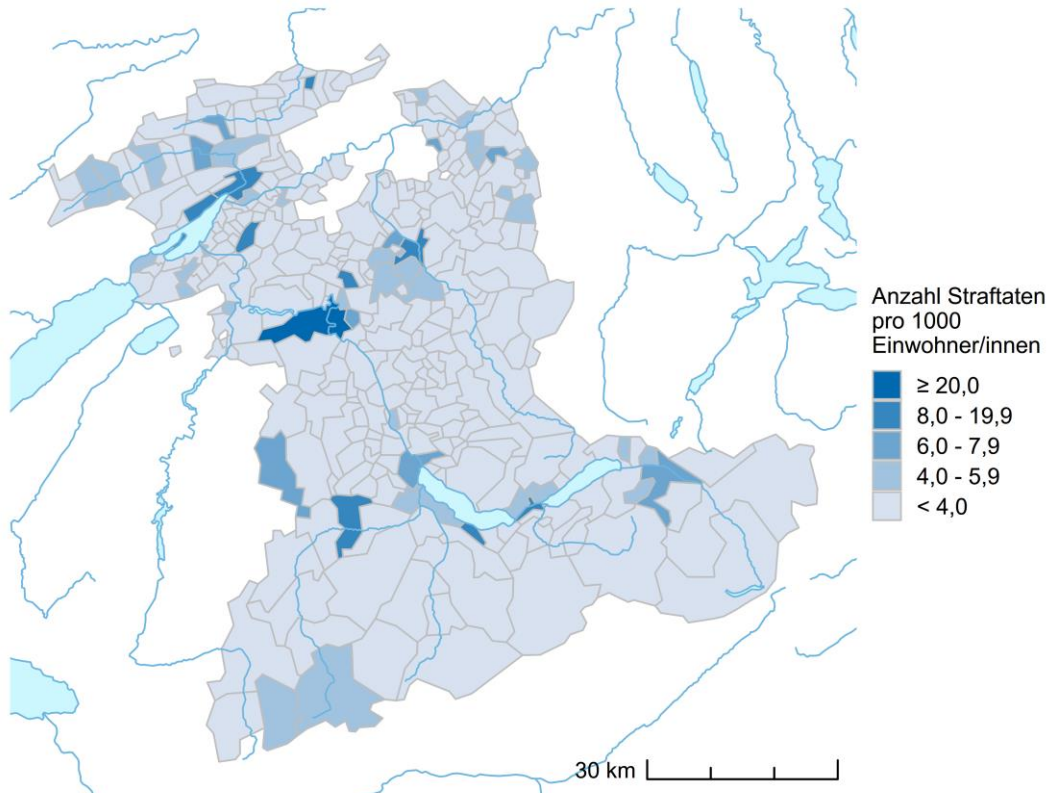 Anzahl Straftaten
pro 1000
Einwohner/innen
≥ 20,0
8,0 - 19,9
6,0 - 7,9
4,0 - 5,9
< 4,0
30 km